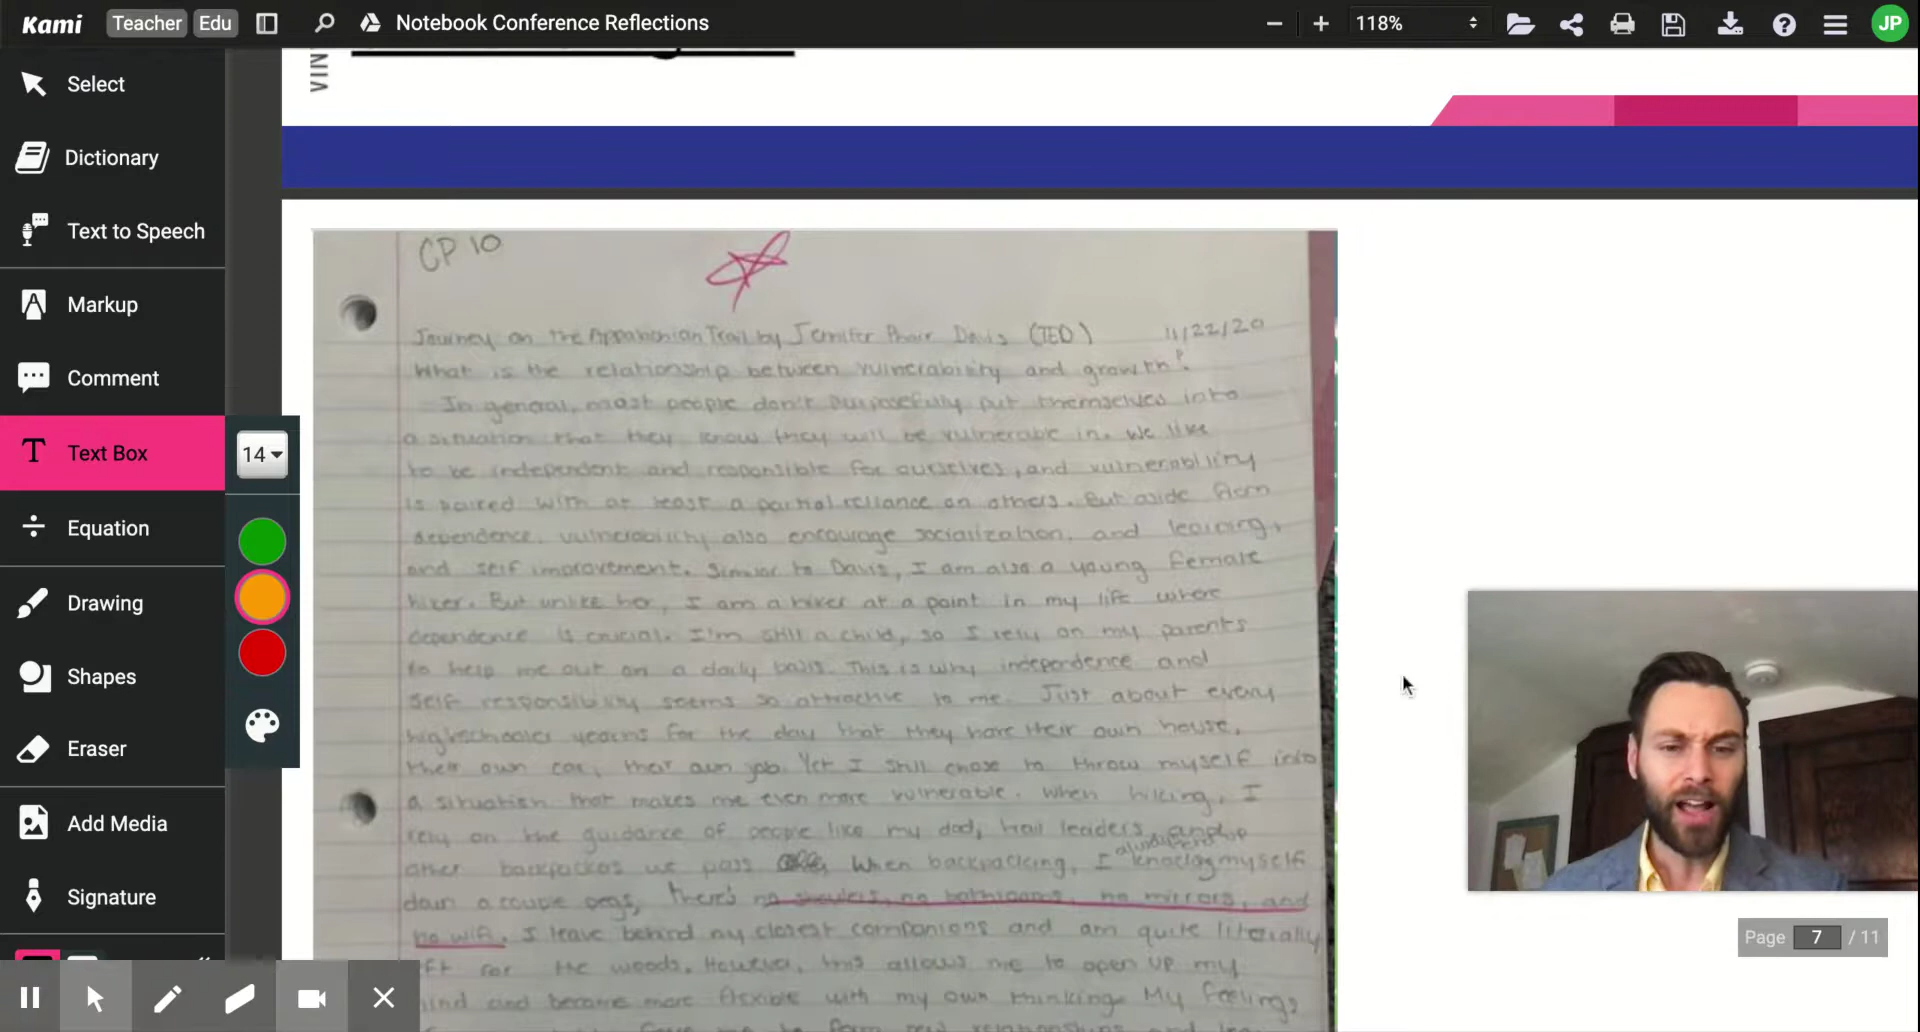 Kami Teacher Edu Notebook Conference Reflections 118% JP
Select
Dictionary
Text to Speech
Markup
Comment
Text Box
14
Equation
Drawing
Shapes
Eraser
Add Media
Signature
VIN
CP 10
Journey on the Appalachian Trail by Jennifer Pharr Davis (TED) 11/22/20
What is the relationship between vulnerability and growth?
In general, most people don't purposefully put themselves into
a situation that they know they will be vulnerable in. We like
to be independent and responsible for ourselves, and vulnerability
is paired with at least a partial reliance on others. But aside from
dependence, vulnerability also encourage socialization, and learning,
and self improvement. Similar to Davis, I am also a young female
hiker. But unlike her, I am a hiker at a point in my life where
dependence is crucial. I'm still a child, so I rely on my parents
to help me out on a daily basis. This is why independence and
self responsibility seems so attractive to me. Just about every
highschooler yearns for the day that they have their own house,
their own car, their own job. Yet I still chose to throw myself into
a situation that makes me even more vulnerable. When hiking, I
rely on the guidance of people like my dad, trail leaders, and
other backpackers we pass When backpacking, I myself
down a couple pegs, There's no showers, no bathrooms, no mirrors, and
no wifi. I leave behind my closest companions and am quite literally
for the woods. However, this allows me to open up my
and become more flexible with my own thinking. My feelings
me to form new relationships and
Page 7 / 11